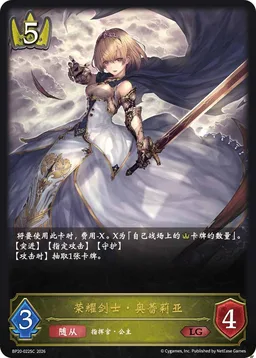 5
将要使用此卡时，费用-X。X为「自己战场上的卡牌的数量」。
【突进】【指定攻击】【守护】
【攻击时】抽取1张卡牌。
荣耀剑士·奥蕾莉亚
3
随从
指挥官·公主
LG
4
BP20-022SC 2026
© Cygames, Inc. Published by NetEase Games